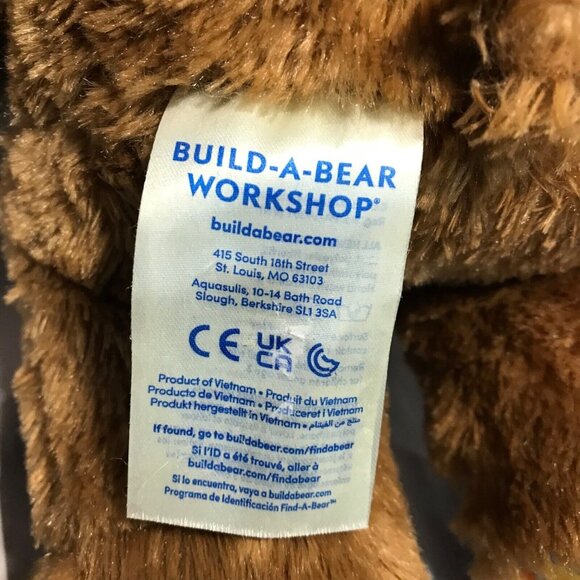 BUILD-A-BEAR
WORKSHOP®
buildabear.com
415 South 18th Street
St. Louis, MO 63103
Aquasulis, 10-14 Bath Road
Slough, Berkshire SL1 3SA
CE UK CA
Product of Vietnam • Produit du Vietnam
Producto de Vietnam • Produceret i Vietnam
Produkt hergestellt in Vietnam • منتج من الفيتنام
If found, go to buildabear.com/findabear
Si l'ID a été trouvé, aller à
buildabear.com/findabear
Si lo encuentra, vaya a buildabear.com
Programa de Identificación Find-A-Bear™